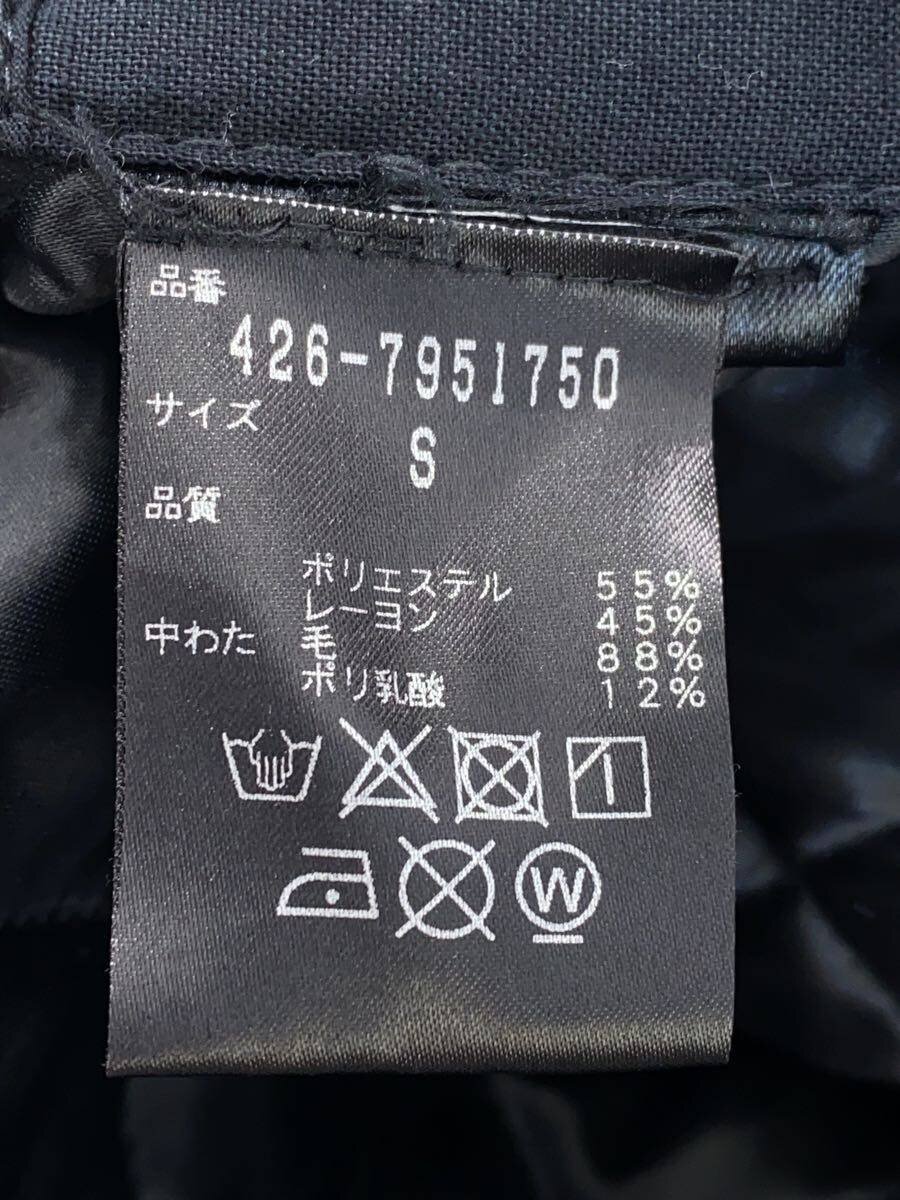 品番
426-7951750
サイズ
S
品質
ポリエステル 55%
レーヨン 45%
中わた 毛 88%
ポリ乳酸 12%
W